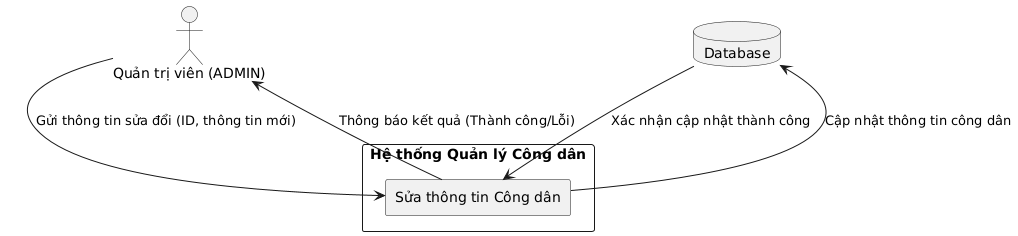 Database
Quản trị viên (ADMIN)
Gửi thông tin sửa đổi (ID, thông tin mới)
Thông báo kết quả (Thành công/Lỗi)
Xác nhận cập nhật thành công
Cập nhật thông tin công dân
Hệ thống Quản lý Công dân
Sửa thông tin Công dân